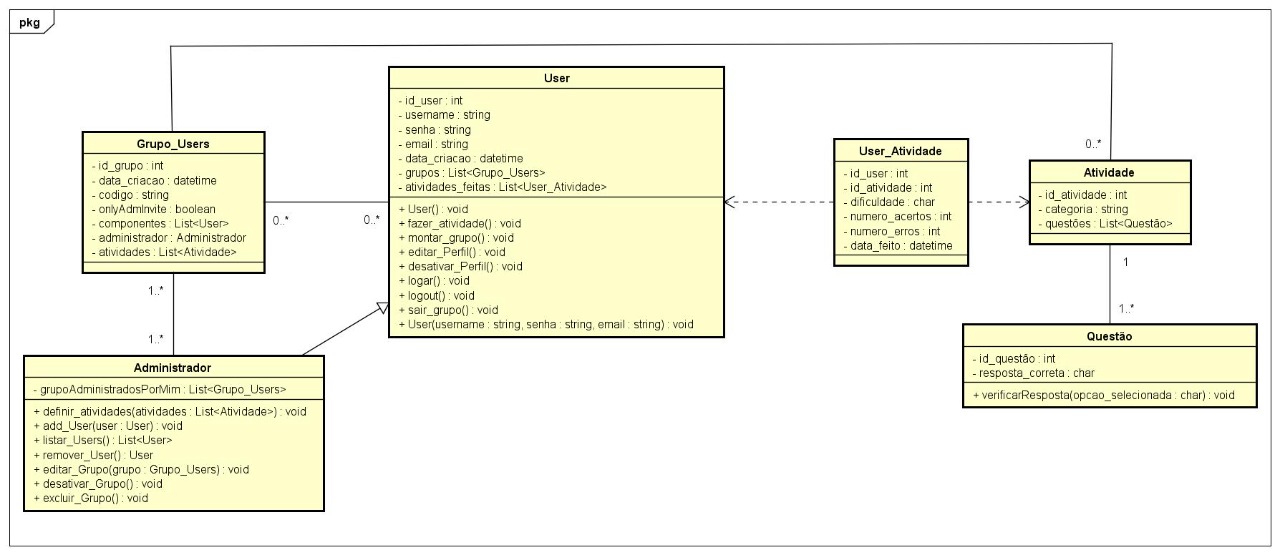 pkg
User
- id_user : int
- username : string
- senha : string
- email : string
- data_criacao : datetime
- grupos : List<Grupo_Users>
- atividades_feitas : List<User_Atividade>
+ User() : void
+ fazer_atividade() : void
+ montar_grupo() : void
+ editar_Perfil() : void
+ desativar_Perfil() : void
+ logar() : void
+ logout() : void
+ sair_grupo() : void
+ User(username : string, senha : string, email : string) : void
Grupo_Users
- id_grupo : int
- data_criacao : datetime
- codigo : string
- onlyAdmInvite : boolean
- componentes : List<User>
- administrador : Administrador
- atividades : List<Atividade>
0..*
0..*
1..*
1..*
Administrador
- grupoAdministradosPorMim : List<Grupo_Users>
+ definir_atividades(atividades : List<Atividade>) : void
+ add_User(user : User) : void
+ listar_Users() : List<User>
+ remover_User() : User
+ editar_Grupo(grupo : Grupo_Users) : void
+ desativar_Grupo() : void
+ excluir_Grupo() : void
User_Atividade
- id_user : int
- id_atividade : int
- dificuldade : char
- numero_acertos : int
- numero_erros : int
- data_feito : datetime
0..*
Atividade
- id_atividade : int
- categoria : string
- questões : List<Questão>
1
1..*
Questão
- id_questão : int
- resposta_correta : char
+ verificarResposta(opcao_selecionada : char) : void